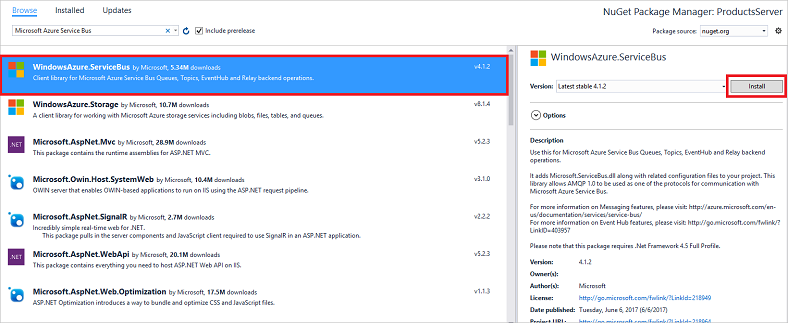 Browse Installed Updates
NuGet Package Manager: ProductsServer
Microsoft Azure Service Bus
Include prerelease
Package source: nuget.org
WindowsAzure.ServiceBus by Microsoft, 5.34M downloads v4.1.2
Client library for Microsoft Azure Service Bus Queues, Topics, EventHub and Relay backend operations.
WindowsAzure.Storage by Microsoft, 10.7M downloads v8.1.4
A client library for working with Microsoft Azure storage services including blobs, files, tables, and queues.
.NET
Microsoft.AspNet.Mvc by Microsoft, 28.9M downloads v5.2.3
This package contains the runtime assemblies for ASP.NET MVC.
Microsoft.Owin.Host.SystemWeb by Microsoft, 10.4M downloads v3.1.0
OWIN server that enables OWIN-based applications to run on IIS using the ASP.NET request pipeline.
Microsoft.AspNet.SignalR by Microsoft, 2.7M downloads v2.2.2
Incredibly simple real-time web for .NET.
This package pulls in the server components and JavaScript client required to use SignalR in an ASP.NET application.
.NET
Microsoft.AspNet.WebApi by Microsoft, 20.1M downloads v5.2.3
This package contains everything you need to host ASP.NET Web API on IIS.
Microsoft.AspNet.Web.Optimization by Microsoft, 17.5M downloads v1.1.3
ASP.NET Optimization introduces a way to bundle and optimize CSS and JavaScript files.
WindowsAzure.ServiceBus
Version: Latest stable 4.1.2 Install
Options
Description
Use this for Microsoft Azure Service Bus Queues, Topics, EventHub and Relay backend
operations.
It adds Microsoft.ServiceBus.dll along with related configuration files to your project. This
library allows AMQP 1.0 to be used as one of the protocols for communication with
Microsoft Azure Service Bus.
For more information on Messaging features, please visit: http://azure.microsoft.com/en-
us/documentation/services/service-bus/
For more information on Event Hub features, please visit: http://go.microsoft.com/fwlink/?
LinkID=403957
Please note that this package requires .Net Framework 4.5 Full Profile.
Version: 4.1.2
Owner(s):
Author(s): Microsoft
License: http://go.microsoft.com/fwlink/?LinkId=218949
Date published: Tuesday, June 6, 2017 (6/6/2017)
Project URL: http://go.microsoft.com/fwlink/?LinkId=218964